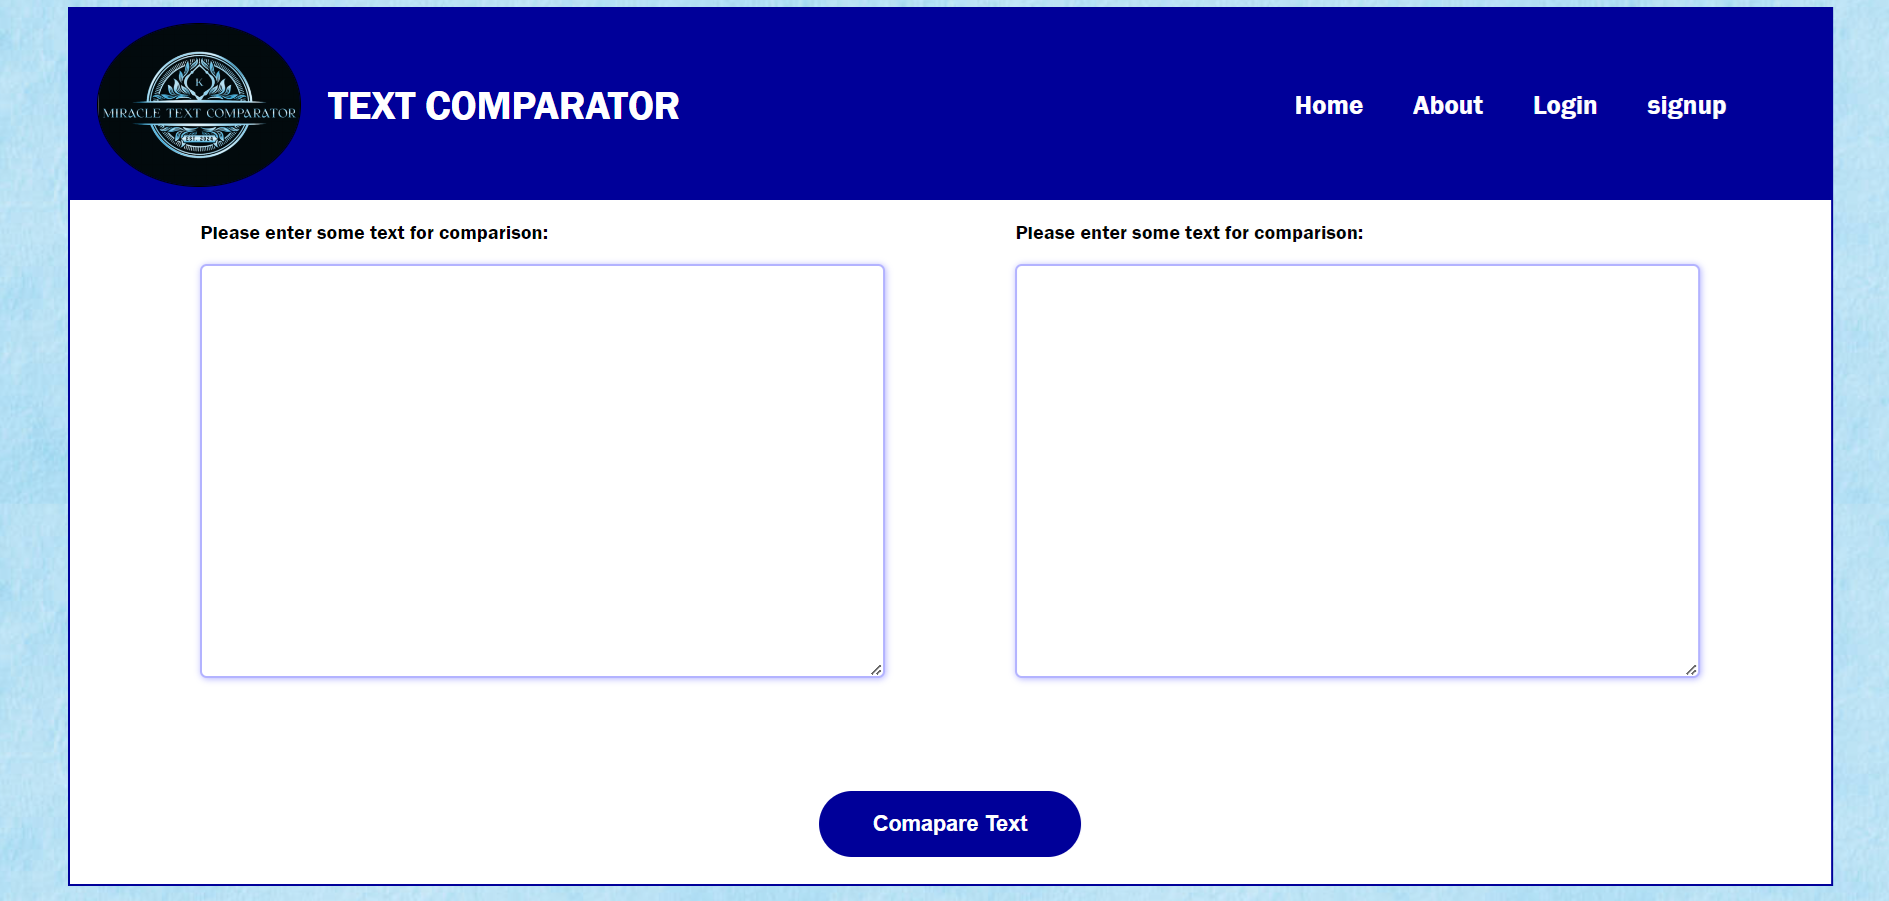 K
MIRACLE TEXT COMPARATOR
EST. 2024
TEXT COMPARATOR
Home About Login signup
Please enter some text for comparison: Please enter some text for comparison:
Comapare Text